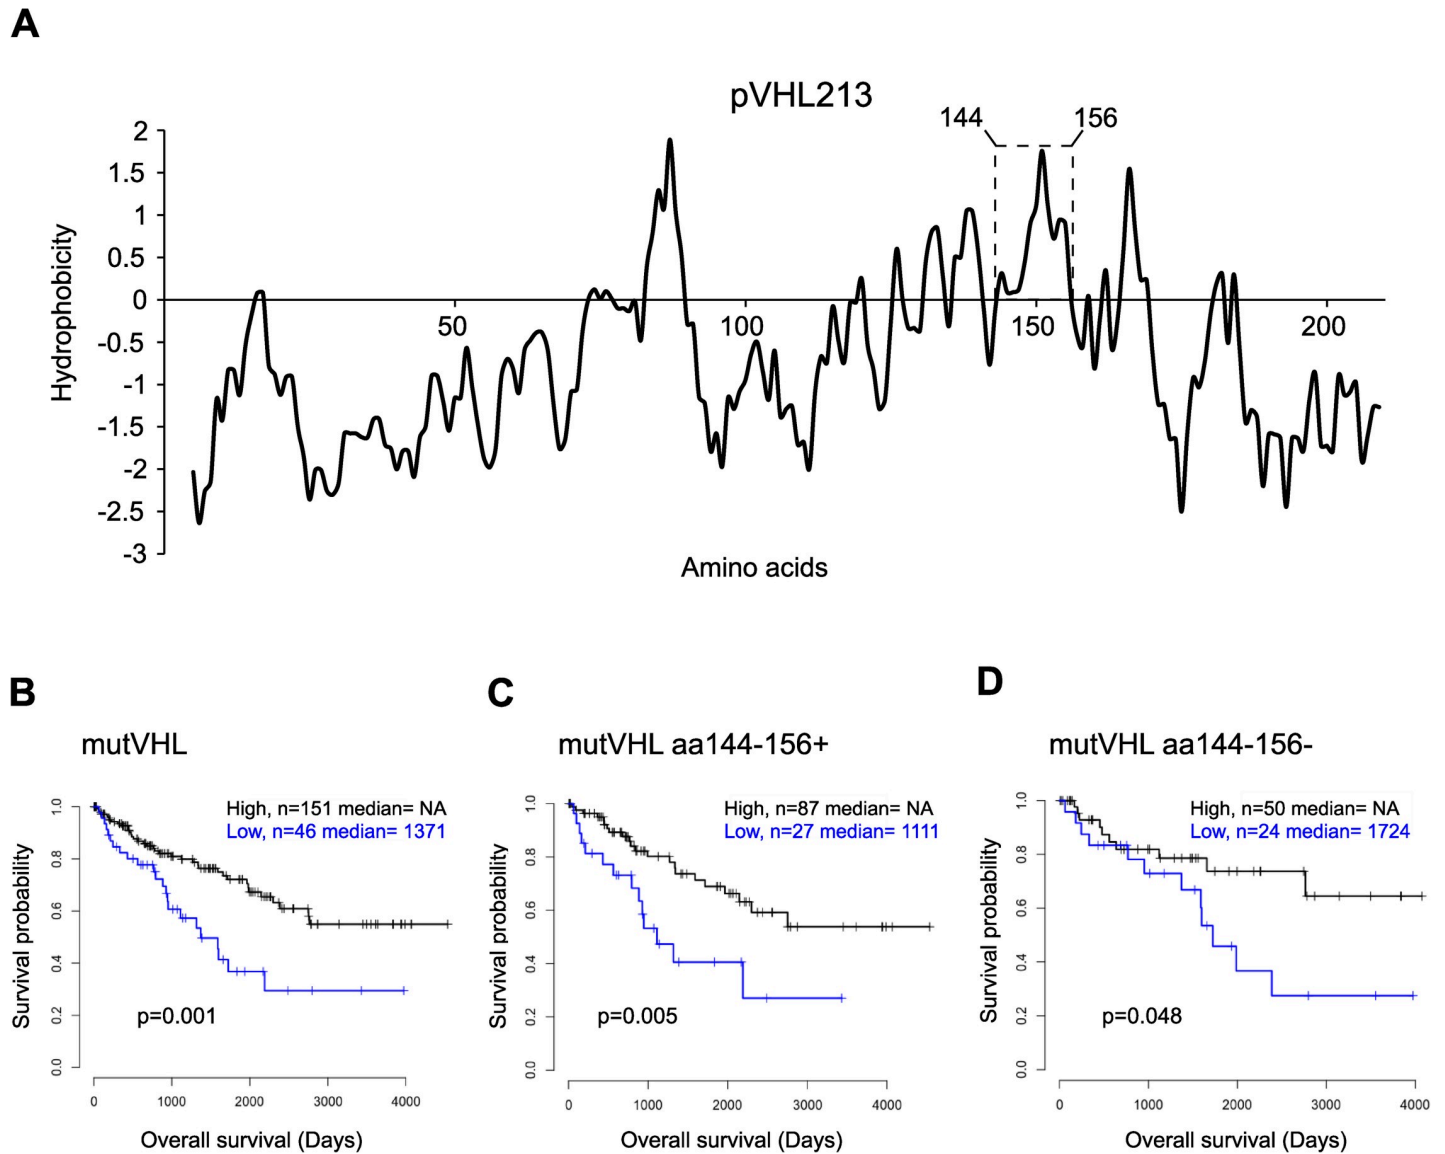 A
pVHL213
144 156
2
1.5
1
0.5
0
-0.5
-1
-1.5
-2
-2.5
-3
Hydrophobicity
50 100 150 200
Amino acids
B
mutVHL
High, n=151 median= NA
Low, n=46 median= 1371
1.0
0.8
0.6
0.4
0.2
0.0
Survival probability
p=0.001
0 1000 2000 3000 4000
Overall survival (Days)
C
mutVHL aa144-156+
High, n=87 median= NA
Low, n=27 median= 1111
1.0
0.8
0.6
0.4
0.2
0.0
Survival probability
p=0.005
0 1000 2000 3000 4000
Overall survival (Days)
D
mutVHL aa144-156-
High, n=50 median= NA
Low, n=24 median= 1724
1.0
0.8
0.6
0.4
0.2
0.0
Survival probability
p=0.048
0 1000 2000 3000 4000
Overall survival (Days)